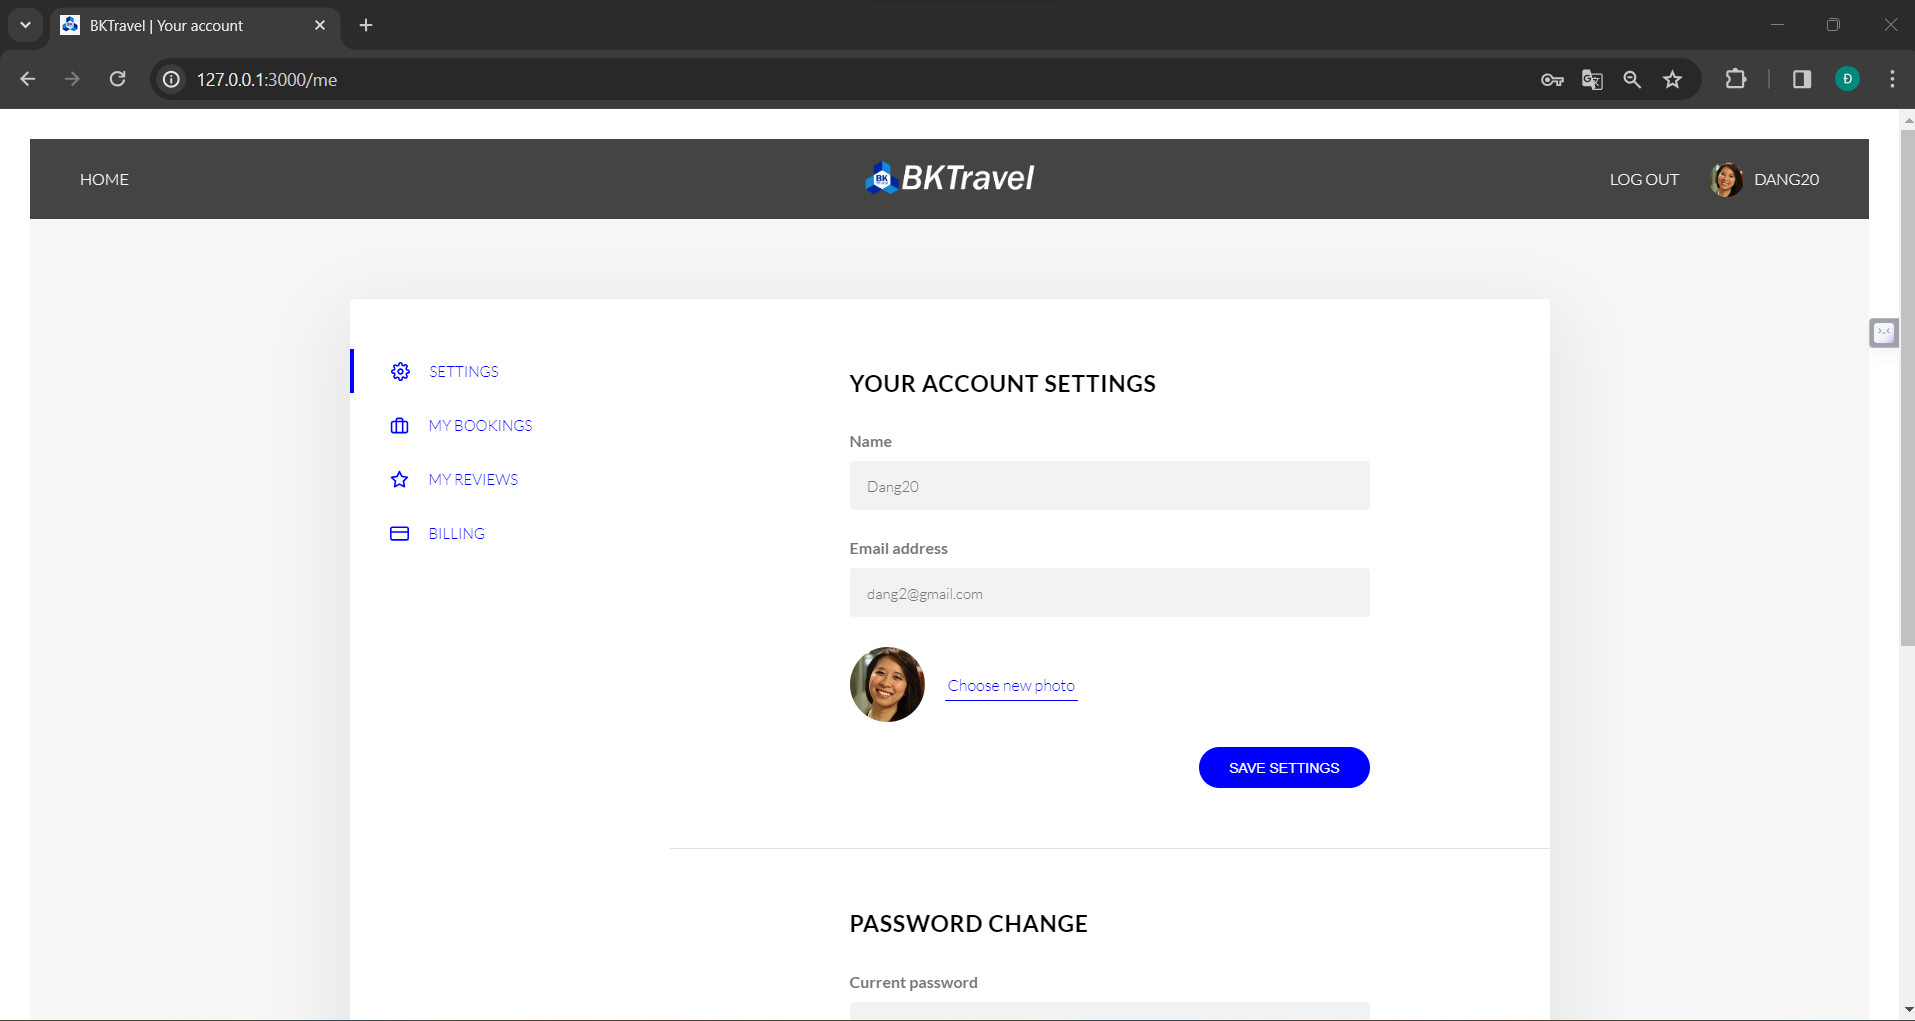 BKTravel | Your account
127.0.0.1:3000/me
Đ
HOME
BK
BKTravel
LOG OUT
DANG20
SETTINGS
MY BOOKINGS
MY REVIEWS
BILLING
YOUR ACCOUNT SETTINGS
Name
Dang20
Email address
dang2@gmail.com
Choose new photo
SAVE SETTINGS
PASSWORD CHANGE
Current password